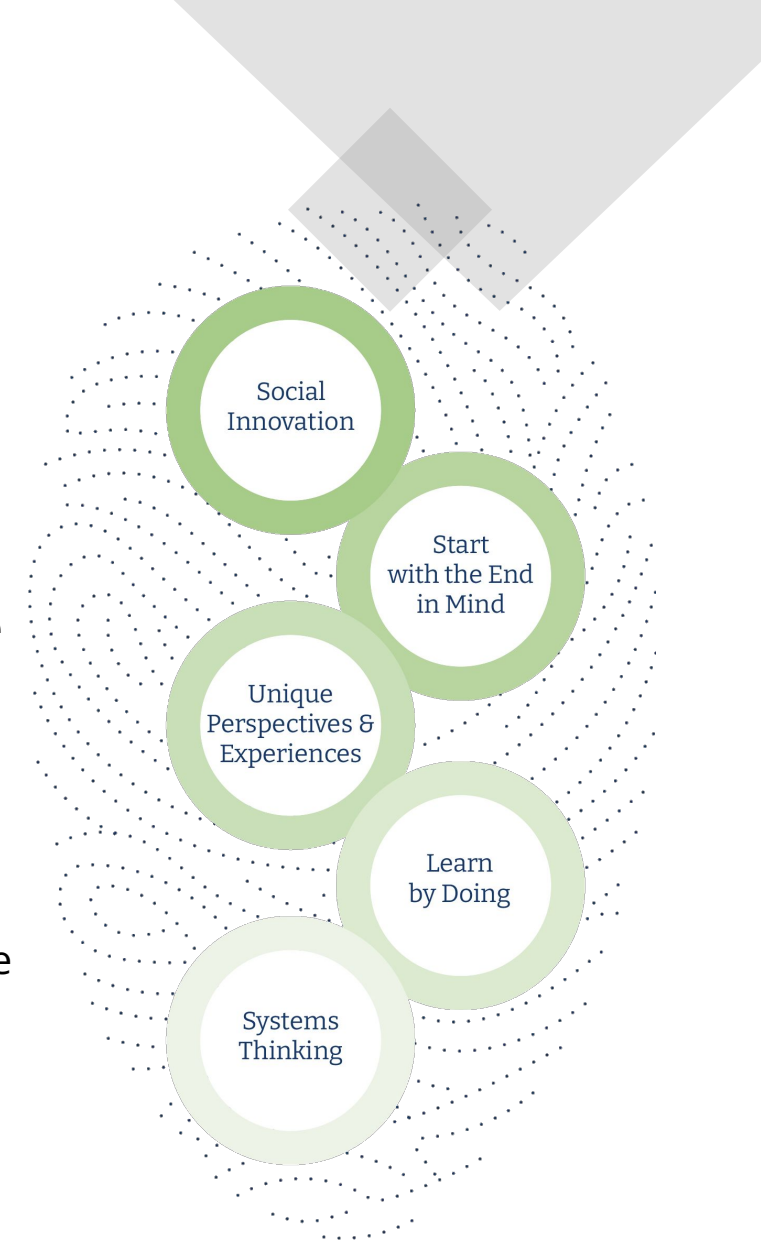 Social
Innovation
Start
with the End
in Mind
Unique
Perspectives &
Experiences
Learn
by Doing
e
Systems
Thinking